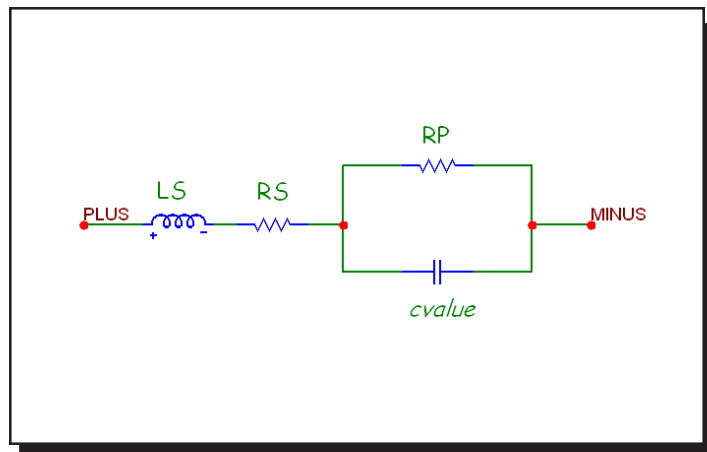 RP
LS
RS
PLUS
MINUS
+
-
cvalue